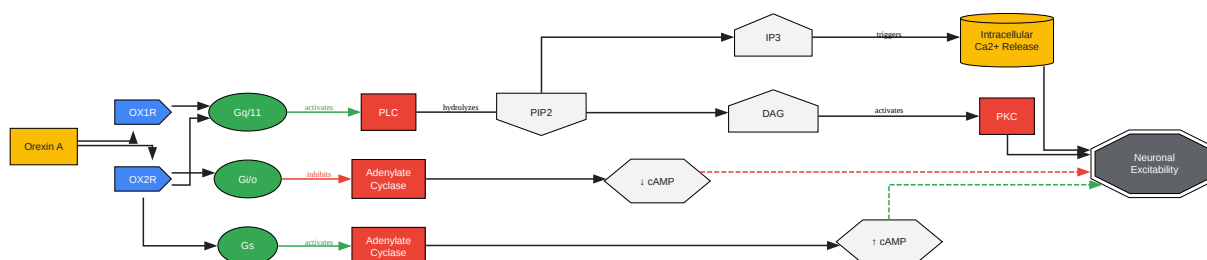 IP3
triggers
Intracellular
Ca2+ Release
OX1R
Gq/11
activates
PLC
hydrolyzes
PIP2
DAG
activates
PKC
Orexin A
OX2R
Gi/o
inhibits
Adenylate
Cyclase
↓ cAMP
Neuronal
Excitability
Gs
activates
Adenylate
Cyclase
↑ cAMP